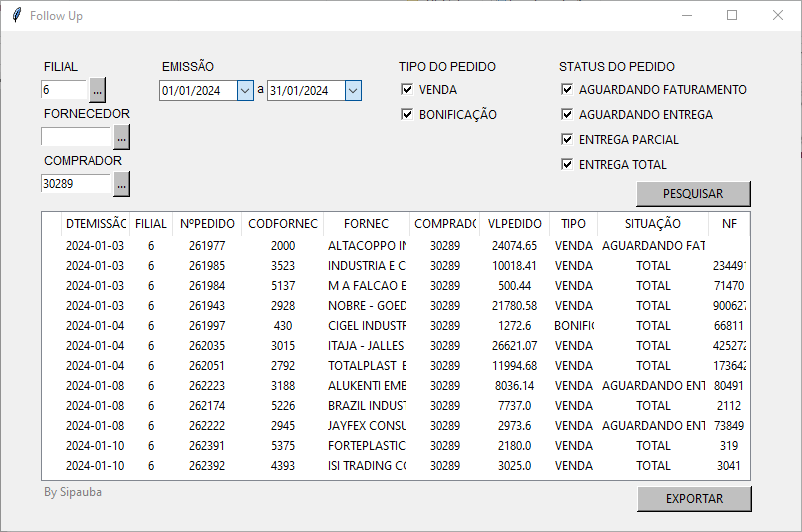 Follow Up
FILIAL EMISSÃO TIPO DO PEDIDO STATUS DO PEDIDO
6 ... 01/01/2024 a 31/01/2024 VENDA AGUARDANDO FATURAMENTO
FORNECEDOR BONIFICAÇÃO AGUARDANDO ENTREGA
...
COMPRADOR ENTREGA PARCIAL
30289 ... ENTREGA TOTAL
PESQUISAR
DTEMISSÃO FILIAL NºPEDIDO CODFORNEC FORNEC COMPRADO VLPEDIDO TIPO SITUAÇÃO NF
2024-01-03 6 261977 2000 ALTACOPPO IN 30289 24074.65 VENDA AGUARDANDO FAT
2024-01-03 6 261985 3523 INDUSTRIA E C 30289 10018.41 VENDA TOTAL 234491
2024-01-03 6 261984 5137 M A FALCAO E 30289 500.44 VENDA TOTAL 71470
2024-01-03 6 261943 2928 NOBRE - GOED 30289 21780.58 VENDA TOTAL 900627
2024-01-04 6 261997 430 CIGEL INDUSTR 30289 1272.6 BONIFIC TOTAL 66811
2024-01-04 6 262035 3015 ITAJA - JALLES 30289 26621.07 VENDA TOTAL 425272
2024-01-04 6 262051 2792 TOTALPLAST E 30289 11994.68 VENDA TOTAL 173642
2024-01-08 6 262223 3188 ALUKENTI EME 30289 8036.14 VENDA AGUARDANDO ENT 80491
2024-01-08 6 262174 5226 BRAZIL INDUST 30289 7737.0 VENDA TOTAL 2112
2024-01-08 6 262222 2945 JAYFEX CONSU 30289 2973.6 VENDA AGUARDANDO ENT 73849
2024-01-10 6 262391 5375 FORTEPLASTIC 30289 2180.0 VENDA TOTAL 319
2024-01-10 6 262392 4393 ISI TRADING CO 30289 3025.0 VENDA TOTAL 3041
By Sipauba EXPORTAR